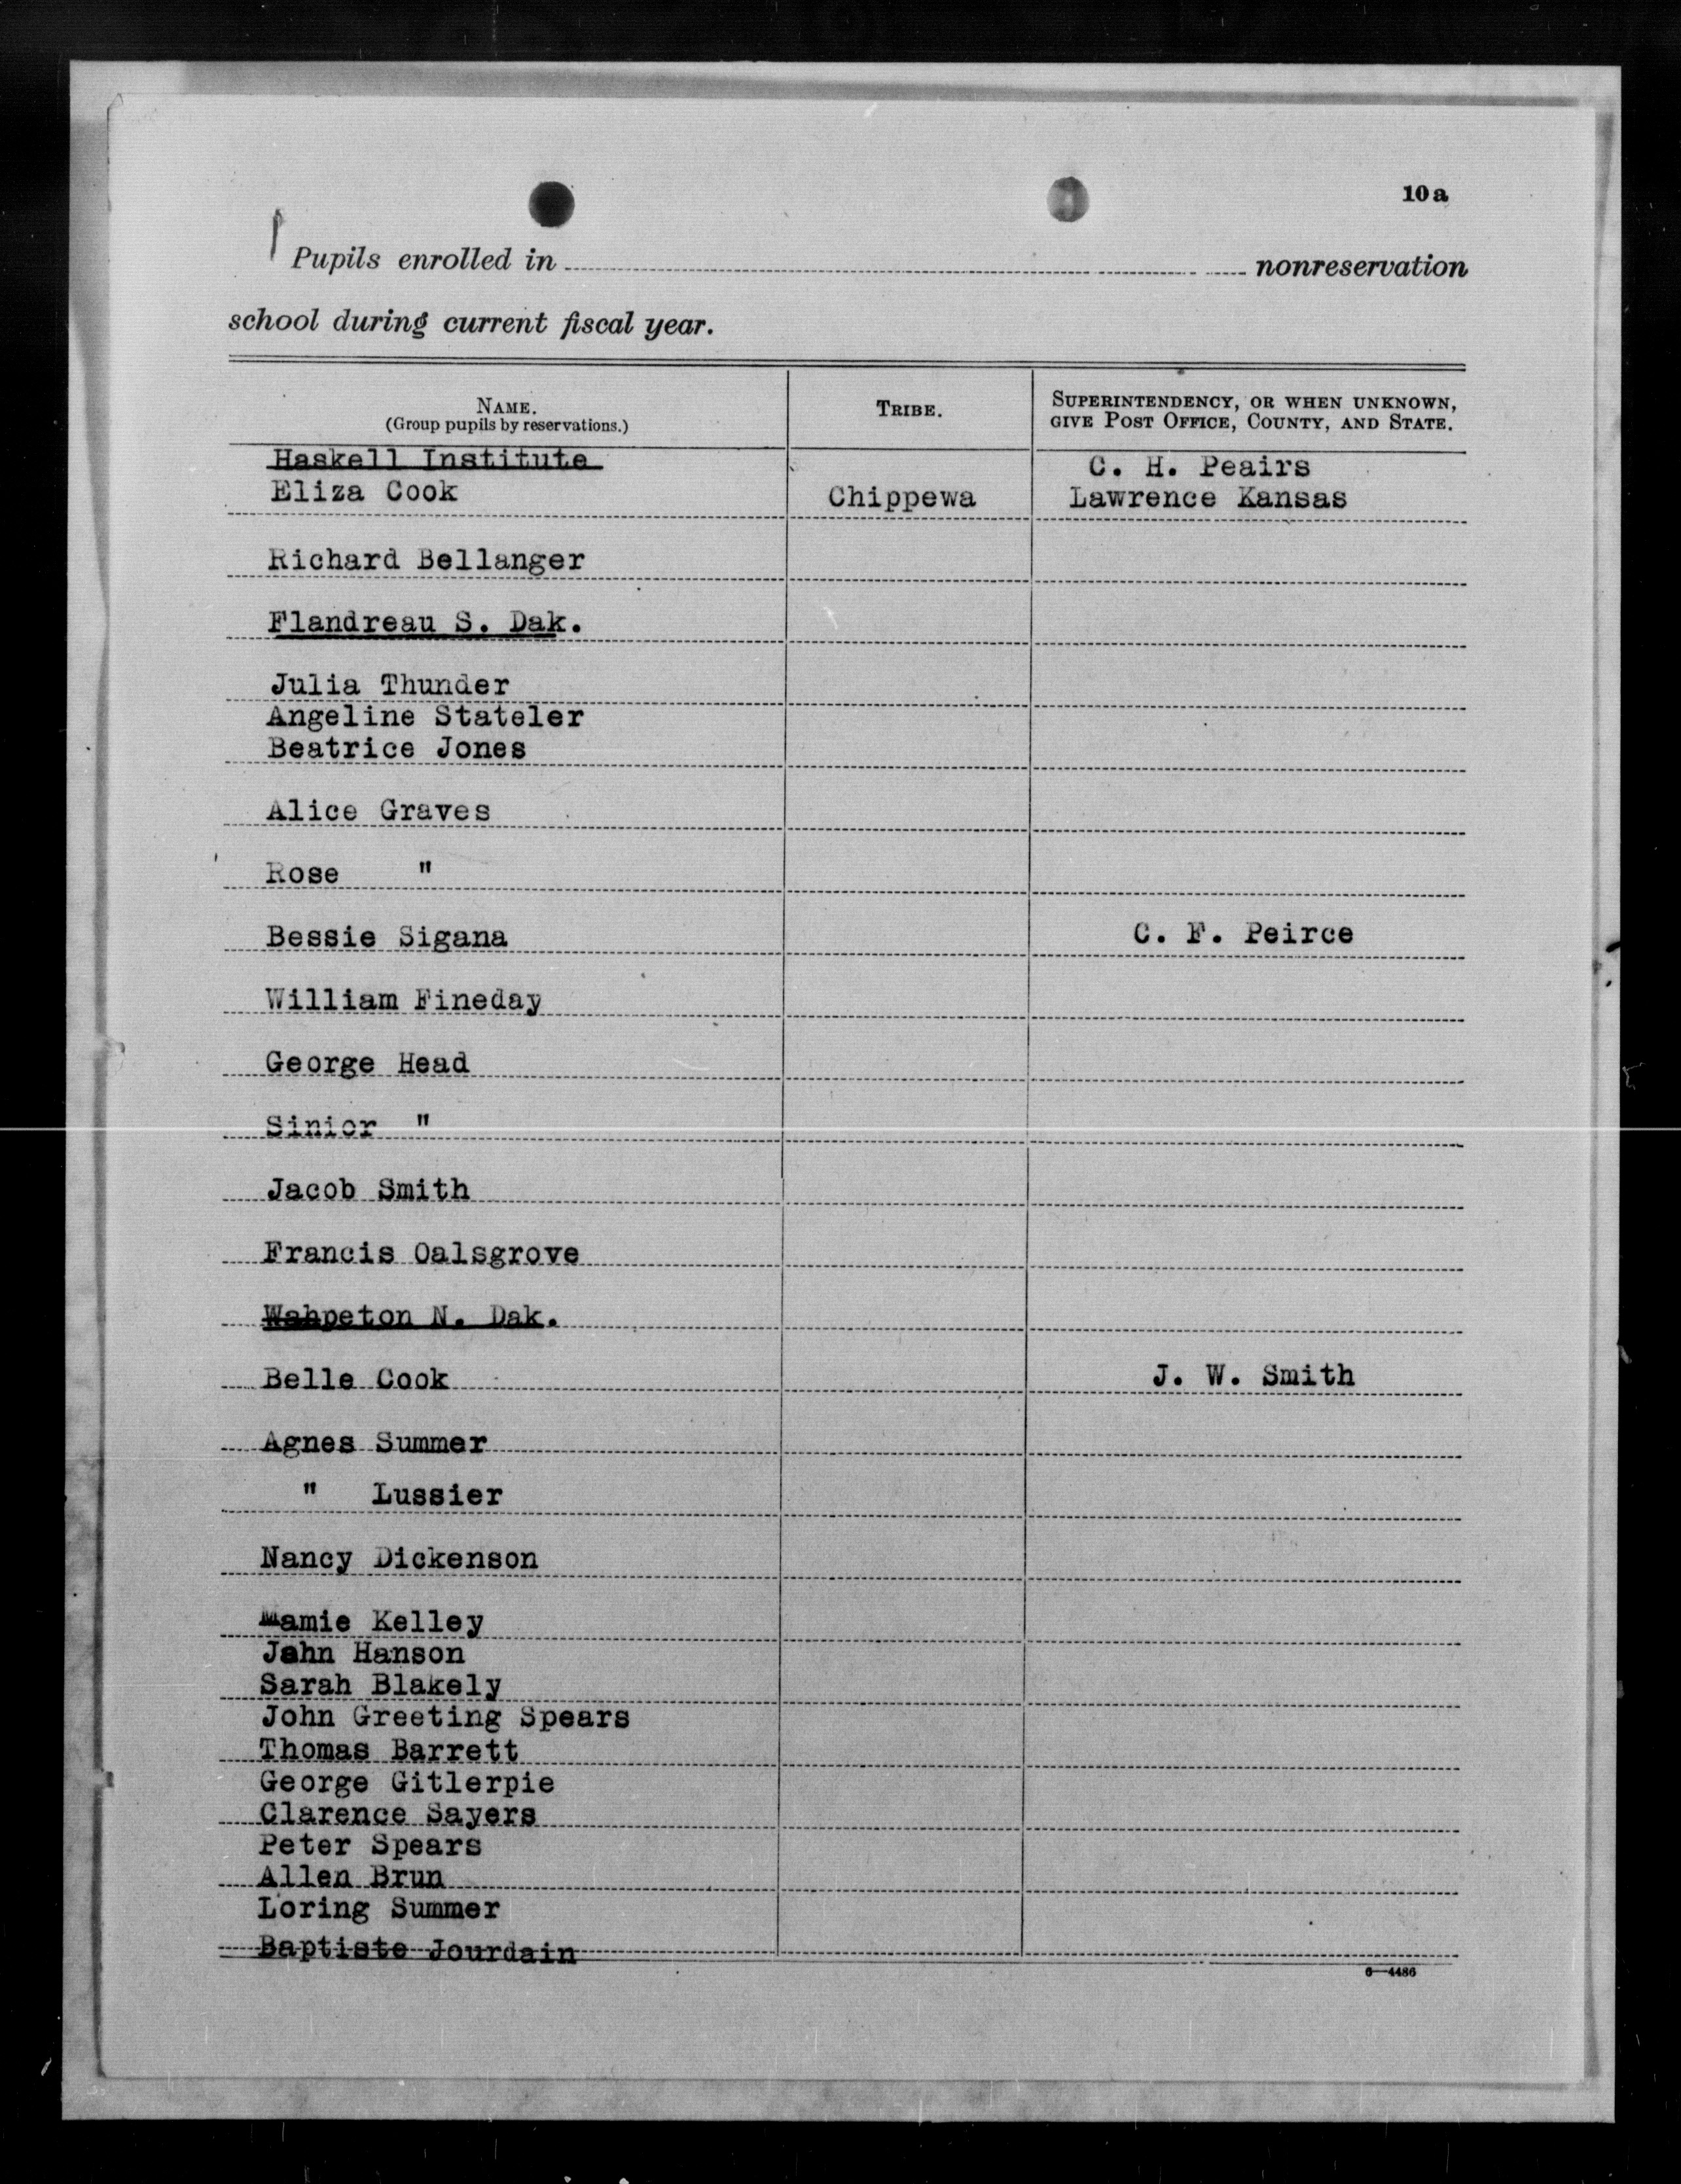 10a
Pupils enrolled in nonreservation
school during current fiscal year.
NAME.
(Group pupils by reservations.)
TRIBE.
SUPERINTENDENCY, OR WHEN UNKNOWN,
GIVE POST OFFICE, COUNTY, AND STATE.
Haskell Institute C. H. Peairs
Eliza Cook Chippewa Lawrence Kansas
Richard Bellanger
Flandreau S. Dak.
Julia Thunder
Angeline Stateler
Beatrice Jones
Alice Graves
Rose "
Bessie Sigana C. F. Peirce
William Fineday
George Head
Sinior "
Jacob Smith
Francis Oalsgrove
Wahpeton N. Dak.
Belle Cook J. W. Smith
Agnes Summer
" Lussier
Nancy Dickenson
Mamie Kelley
John Hanson
Sarah Blakely
John Greeting Spears
Thomas Barrett
George Gitlerpie
Clarence Sayers
Peter Spears
Allen Brun
Loring Summer
Baptiste Jourdain
6—4486